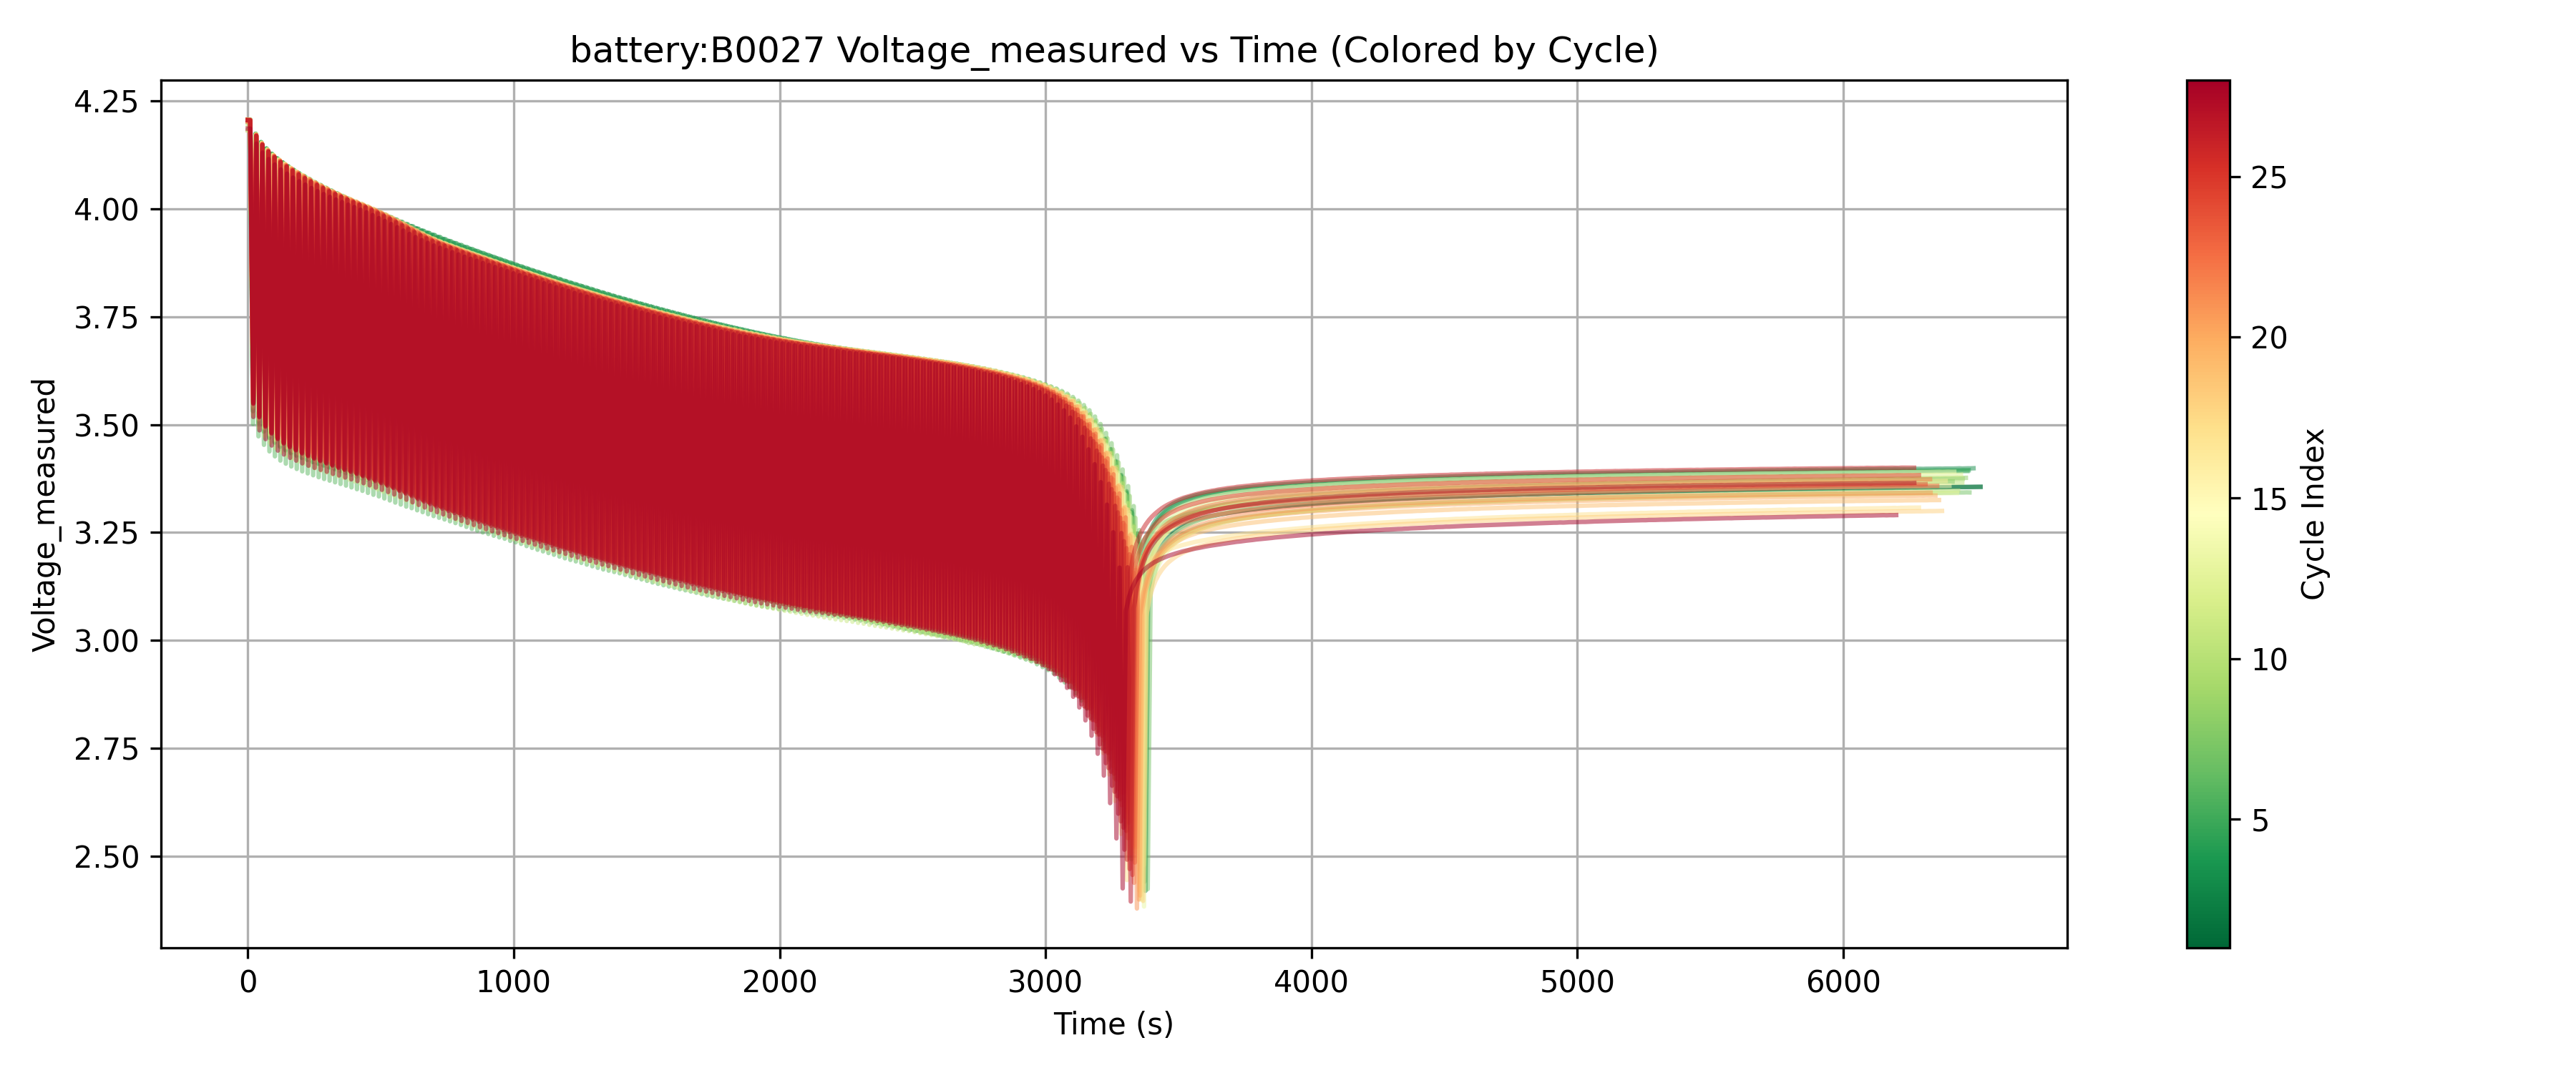 battery:B0027 Voltage_measured vs Time (Colored by Cycle)
Voltage_measured
4.25
4.00
3.75
3.50
3.25
3.00
2.75
2.50
0 1000 2000 3000 4000 5000 6000
Time (s)
25
20
15
10
5
Cycle Index